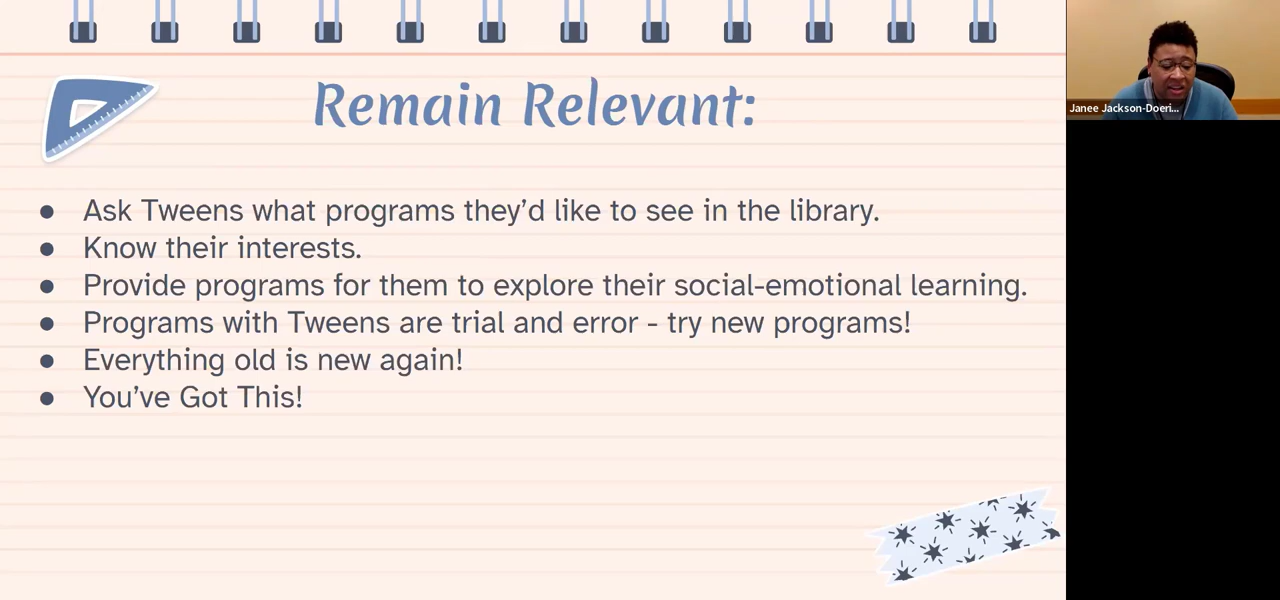 Remain Relevant:
Janee Jackson-Doeri...
● Ask Tweens what programs they’d like to see in the library.
● Know their interests.
● Provide programs for them to explore their social-emotional learning.
● Programs with Tweens are trial and error - try new programs!
● Everything old is new again!
● You’ve Got This!